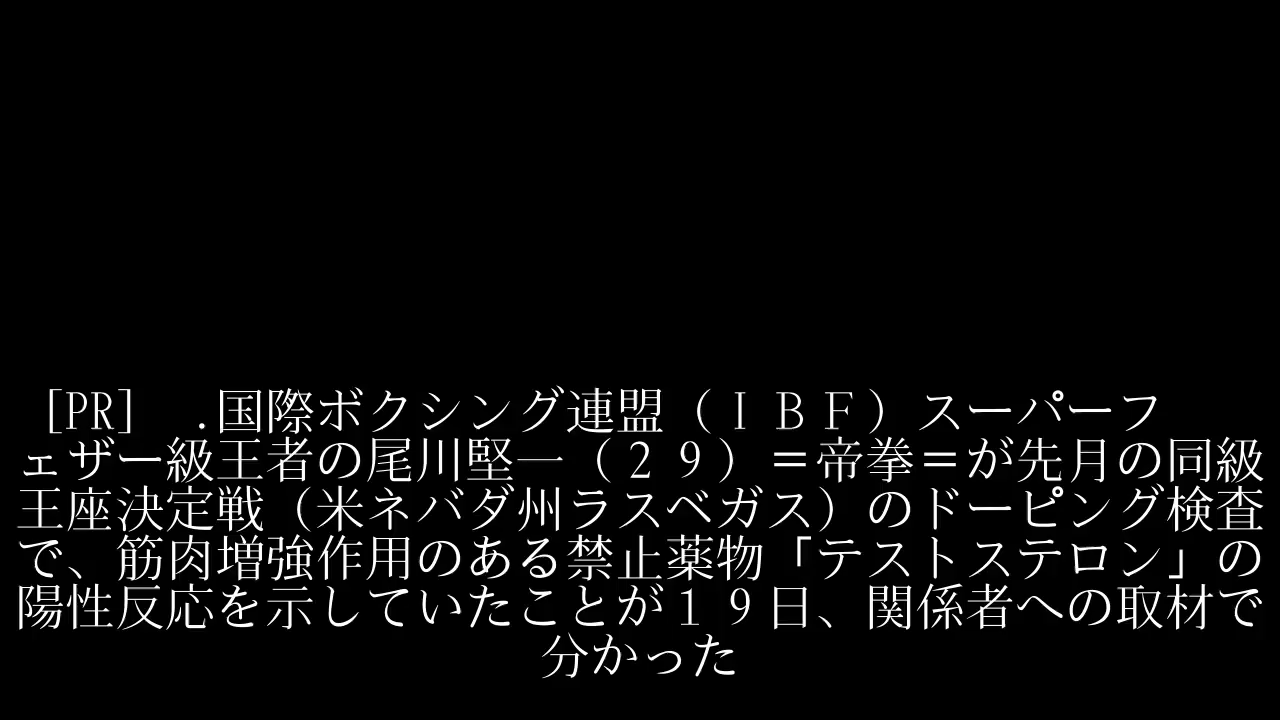 [PR]　.国際ボクシング連盟（ＩＢＦ）スーパーフ
ェザー級王者の尾川堅一（２９）＝帝拳＝が先月の同級
王座決定戦（米ネバダ州ラスベガス）のドーピング検査
で、筋肉増強作用のある禁止薬物「テストステロン」の
陽性反応を示していたことが１９日、関係者への取材で
分かった